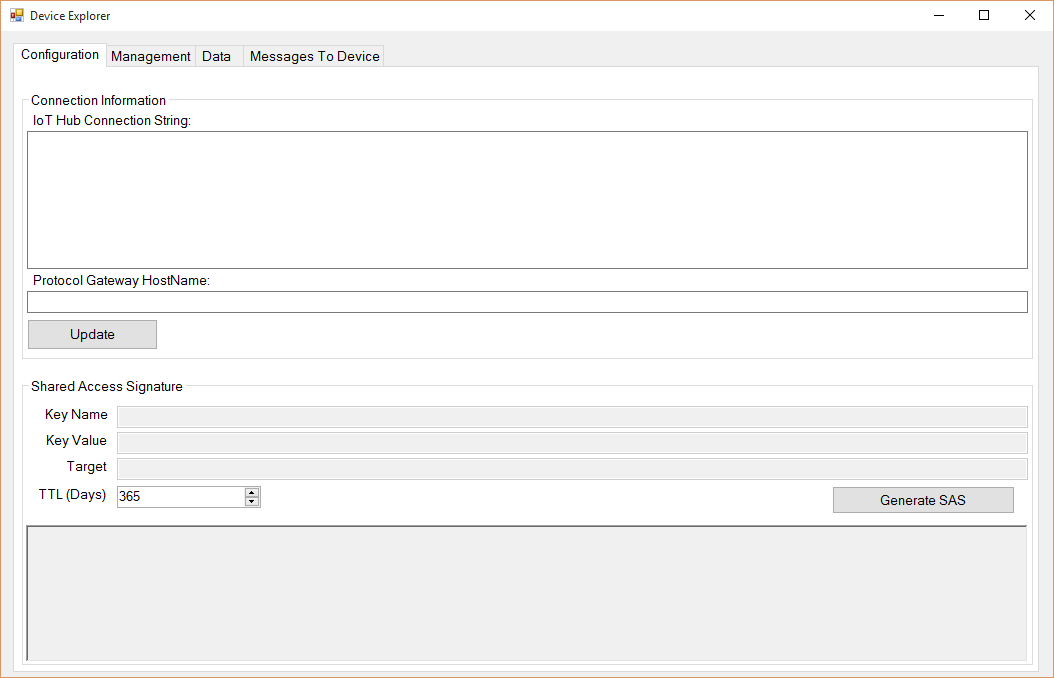 Device Explorer
Configuration Management Data Messages To Device
Connection Information
IoT Hub Connection String:
Protocol Gateway HostName:
Update
Shared Access Signature
Key Name
Key Value
Target
TTL (Days) 365 Generate SAS